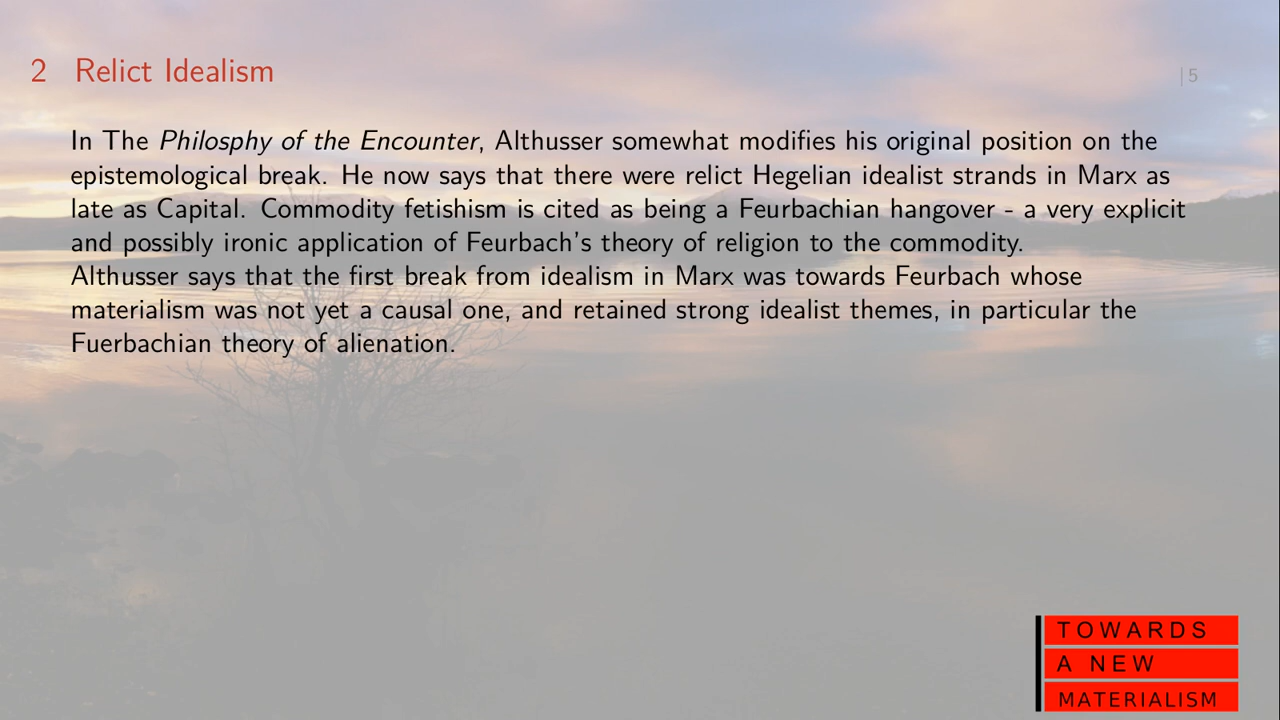 2 Relict Idealism
| 5
In The Philosphy of the Encounter, Althusser somewhat modifies his original position on the
epistemological break. He now says that there were relict Hegelian idealist strands in Marx as
late as Capital. Commodity fetishism is cited as being a Feurbachian hangover - a very explicit
and possibly ironic application of Feurbach's theory of religion to the commodity.
Althusser says that the first break from idealism in Marx was towards Feurbach whose
materialism was not yet a causal one, and retained strong idealist themes, in particular the
Fuerbachian theory of alienation.
TOWARDS
A NEW
MATERIALISM